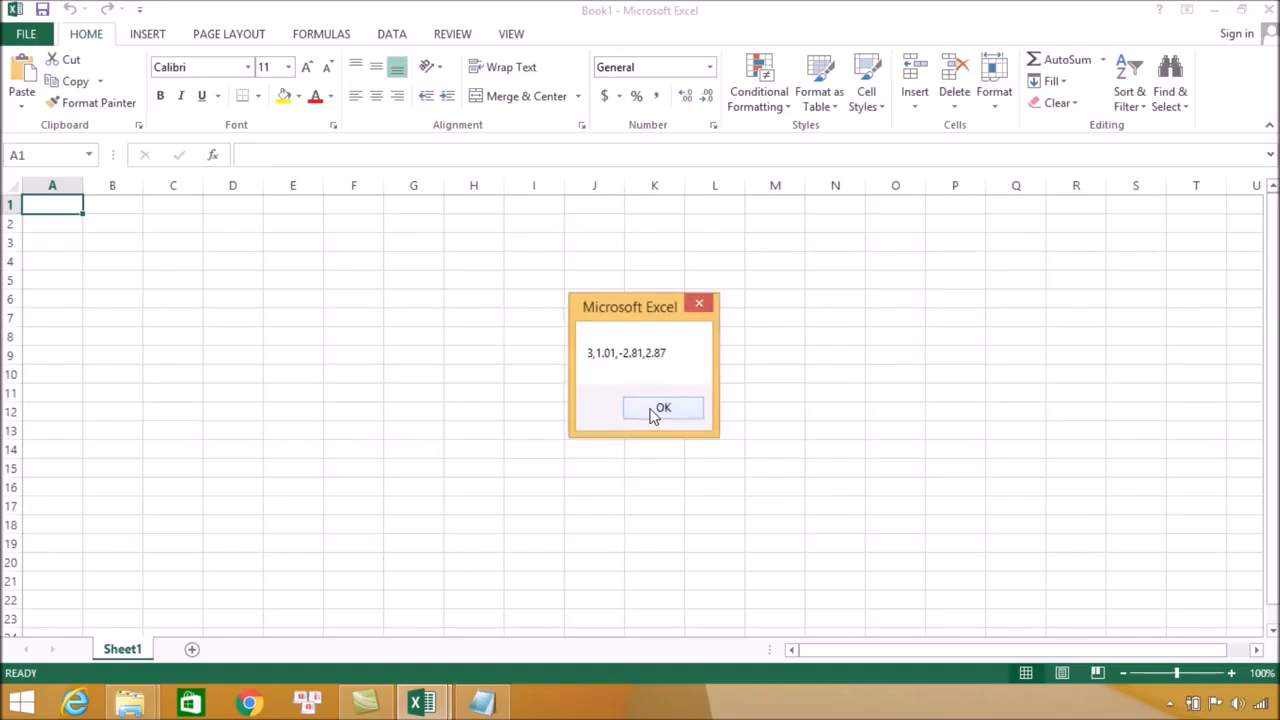 Book1 - Microsoft Excel
?
FILE HOME INSERT PAGE LAYOUT FORMULAS DATA REVIEW VIEW Sign in
Paste Cut Copy Format Painter Clipboard
Calibri 11 B I U A Font
Wrap Text Merge & Center Alignment
General $ % , Number
Conditional Formatting Format as Table Cell Styles Styles
Insert Delete Format Cells
AutoSum Fill Clear Sort & Filter Find & Select Editing
A1 fx
A B C D E F G H I J K L M N O P Q R S T U
1
2
3
4
5
6
7
8
9
10
11
12
13
14
15
16
17
18
19
20
21
22
23
24
Microsoft Excel
3,1.01,-2.81,2.87
OK
Sheet1
READY 100%